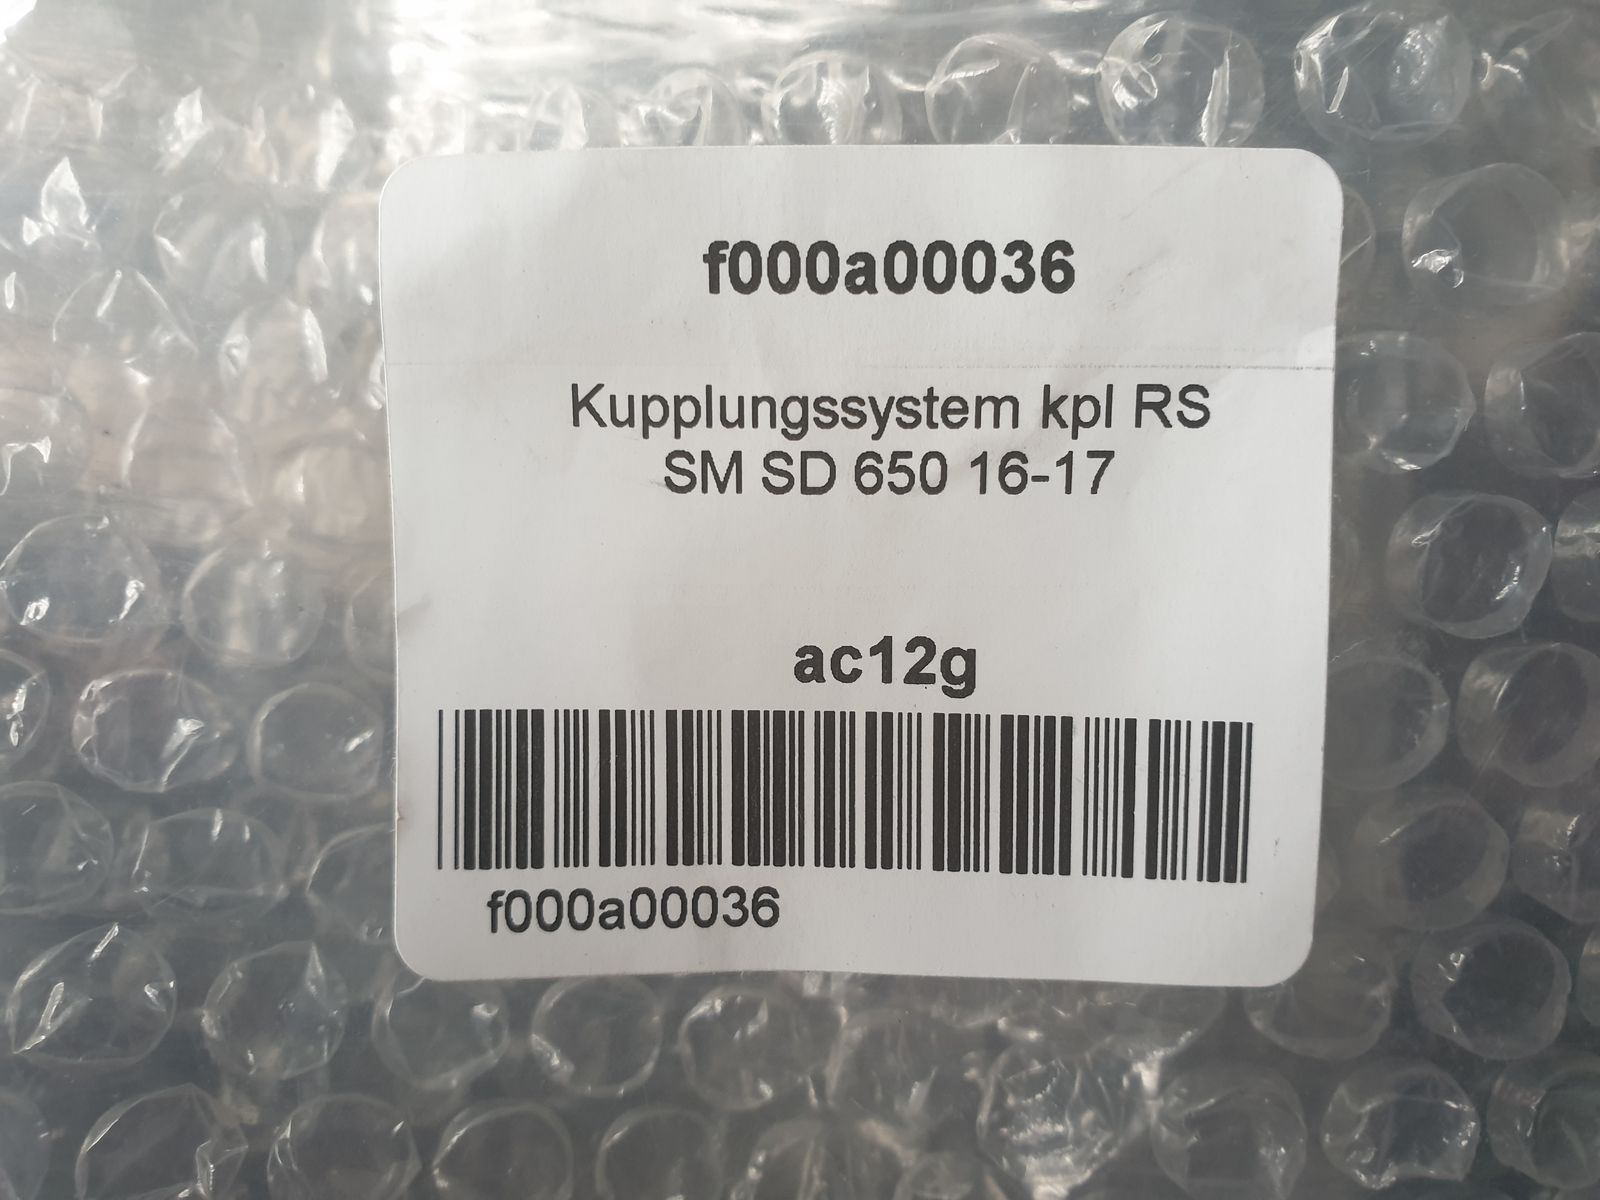 f000a00036
Kupplungssystem kpl RS
SM SD 650 16-17
ac12g
f000a00036